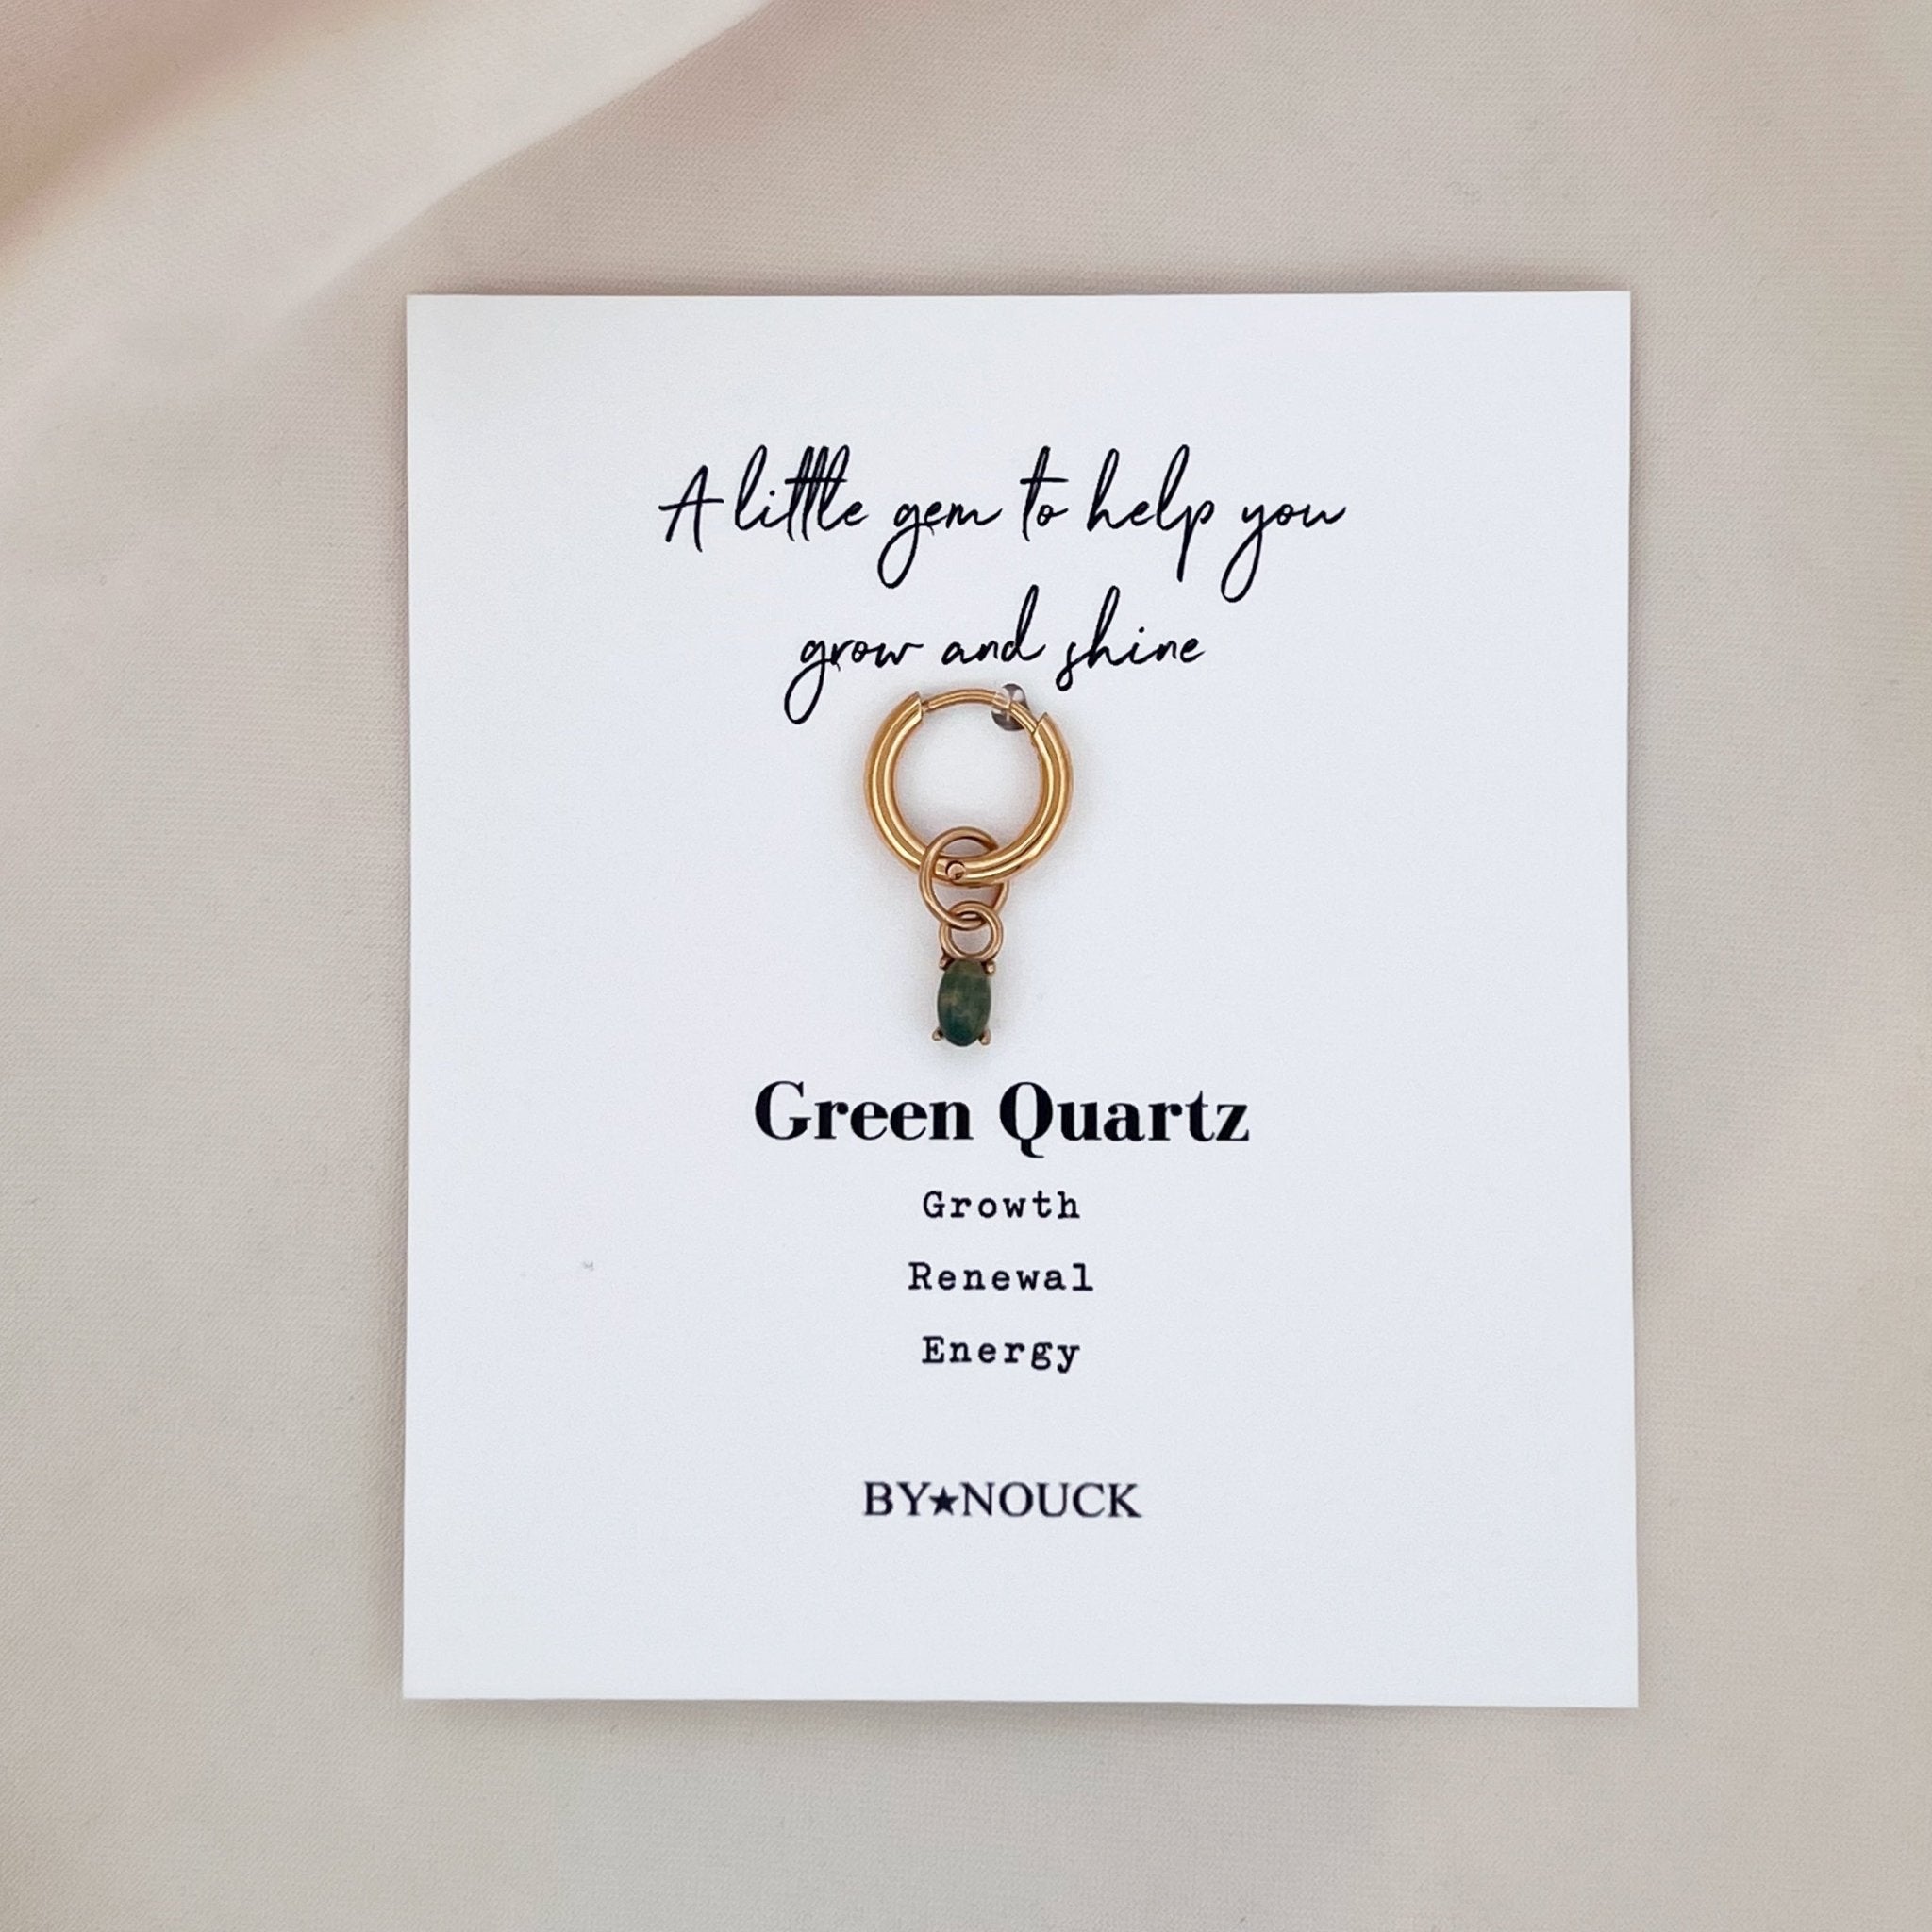 A little gem to help you
grow and shine
Green Quartz
Growth
Renewal
Energy
BY★NOUCK